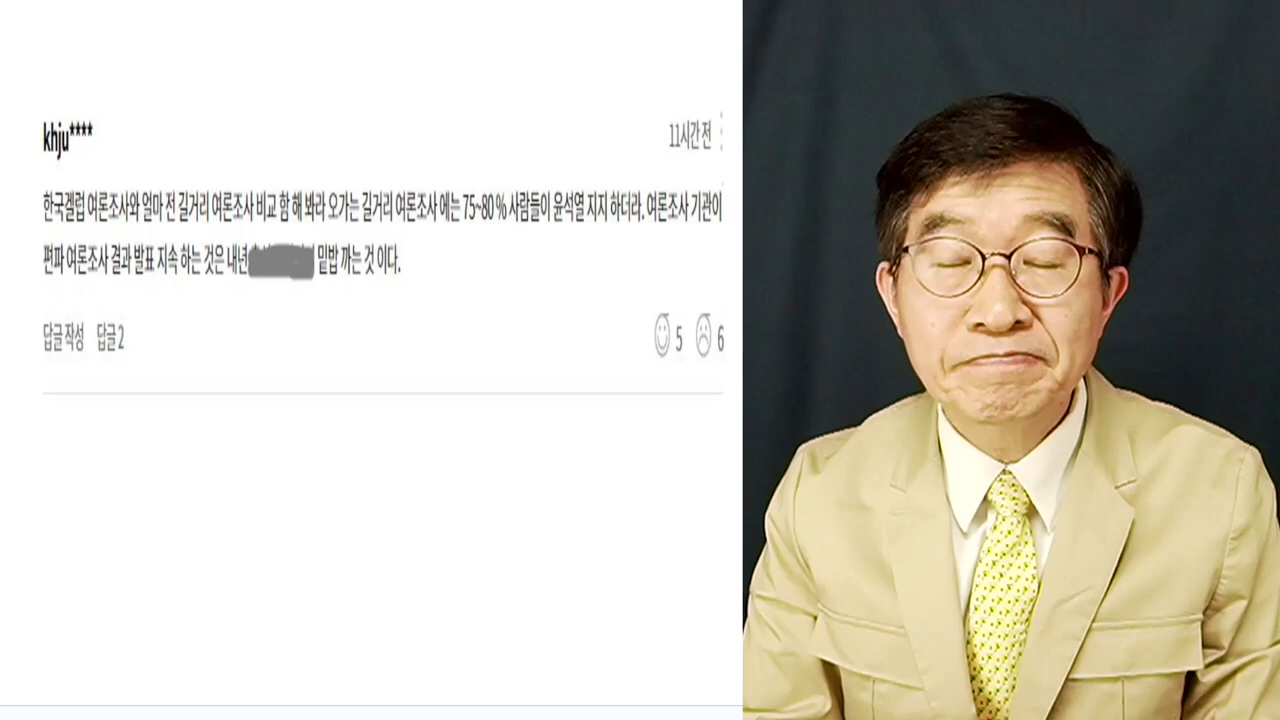 khju****
11시간 전
한국겔럽 여론조사와 얼마 전 길거리 여론조사 비교 함 해 봐라 오가는 길거리 여론조사 에는 75~80 % 사람들이 윤석열 지지 하더라. 여론조사 기관이
편파 여론조사 결과 발표 지속 하는 것은 내년 밑밥 까는 것 이다.
답글 작성 답글 2
5 6